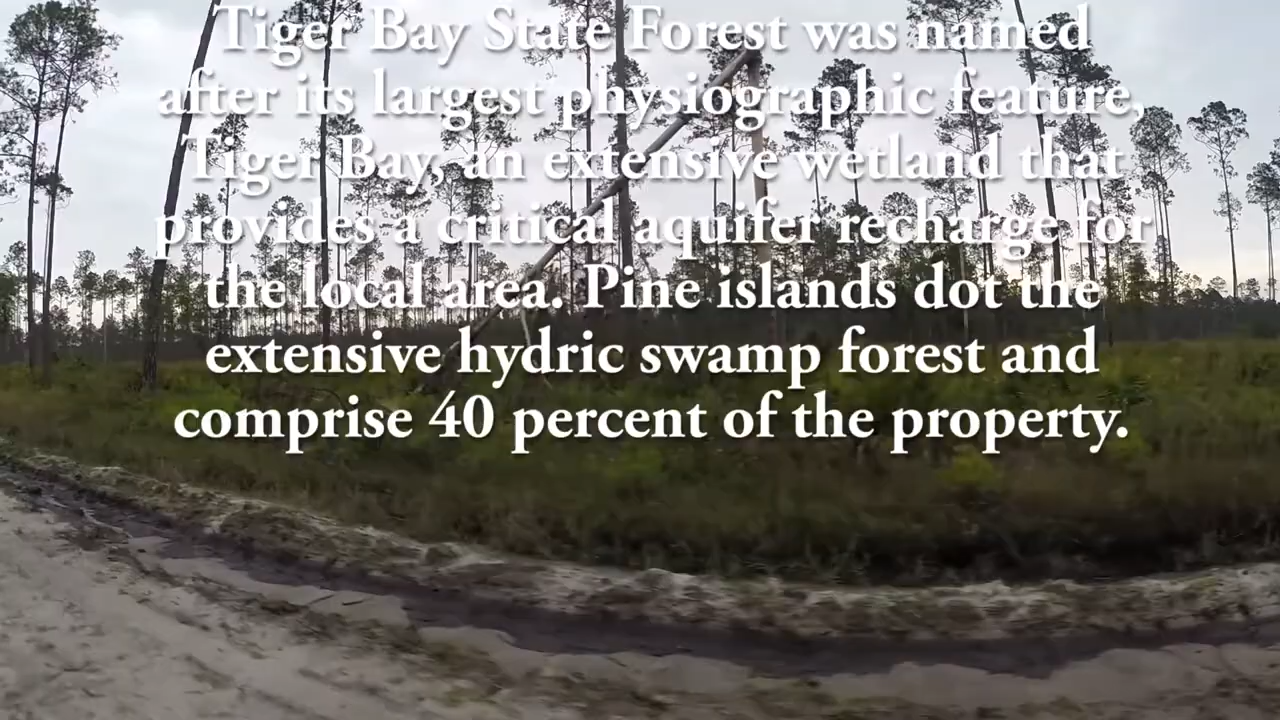 Tiger Bay State Forest was named
after its largest physiographic feature,
Tiger Bay, an extensive wetland that
provides a critical aquifer recharge for
the local area. Pine islands dot the
extensive hydric swamp forest and
comprise 40 percent of the property.